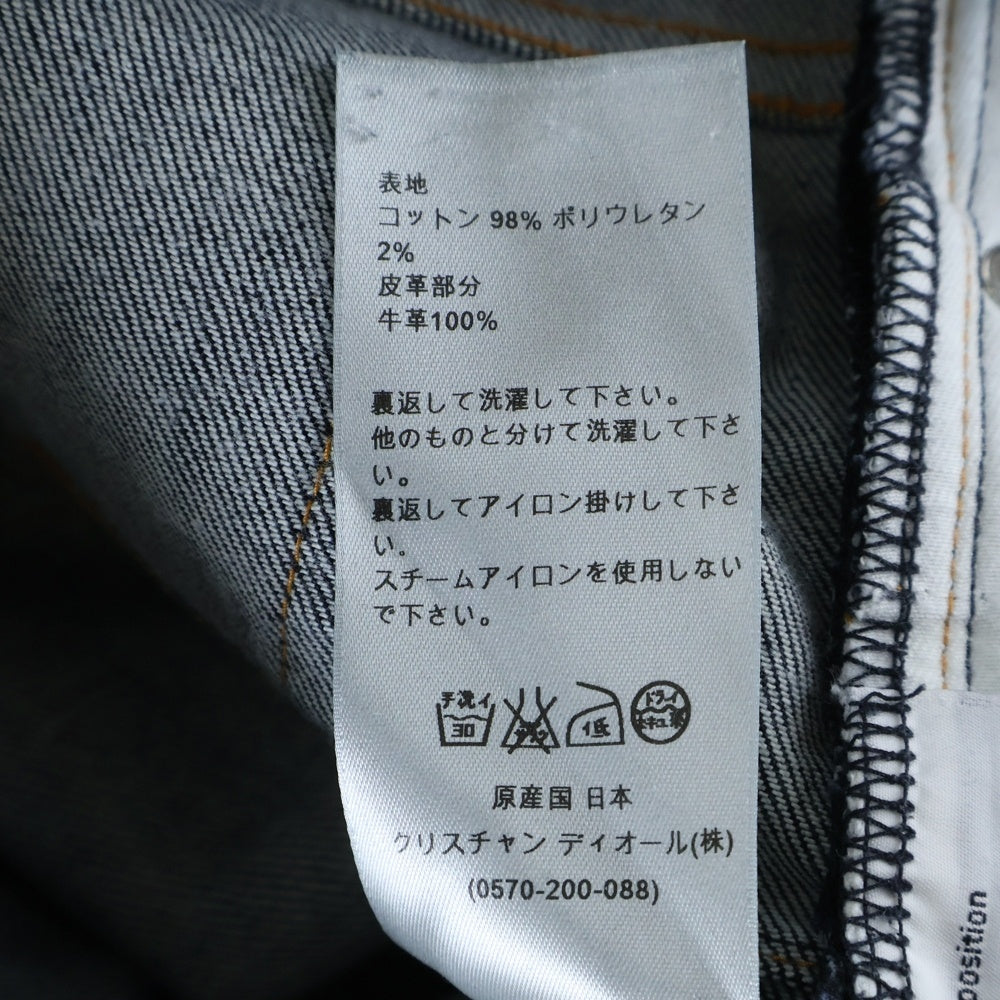 表地
コットン 98% ポリウレタン
2%
皮革部分
牛革100%
裏返して洗濯して下さい。
他のものと分けて洗濯して下さ
い。
裏返してアイロン掛けして下さ
い。
スチームアイロンを使用しない
で下さい。
手洗イ
30
低
ドライ
原産国 日本
クリスチャン ディオール(株)
(0570-200-088)
position